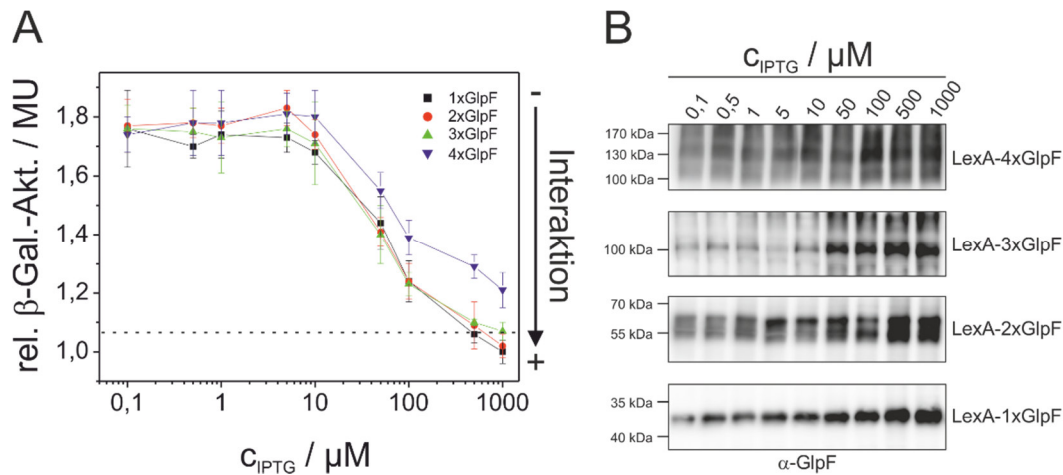 A
rel. β-Gal.-Akt. / MU
1,8
1,6
1,4
1,2
1,0
0,1
1
10
100
1000
c_IPTG / µM
1xGlpF
2xGlpF
3xGlpF
4xGlpF
-
Interaktion
+
B
c_IPTG / µM
0,1 0,5 1 5 10 50 100 500 1000
170 kDa
130 kDa
100 kDa
LexA-4xGlpF
100 kDa
LexA-3xGlpF
70 kDa
55 kDa
LexA-2xGlpF
35 kDa
40 kDa
LexA-1xGlpF
α-GlpF